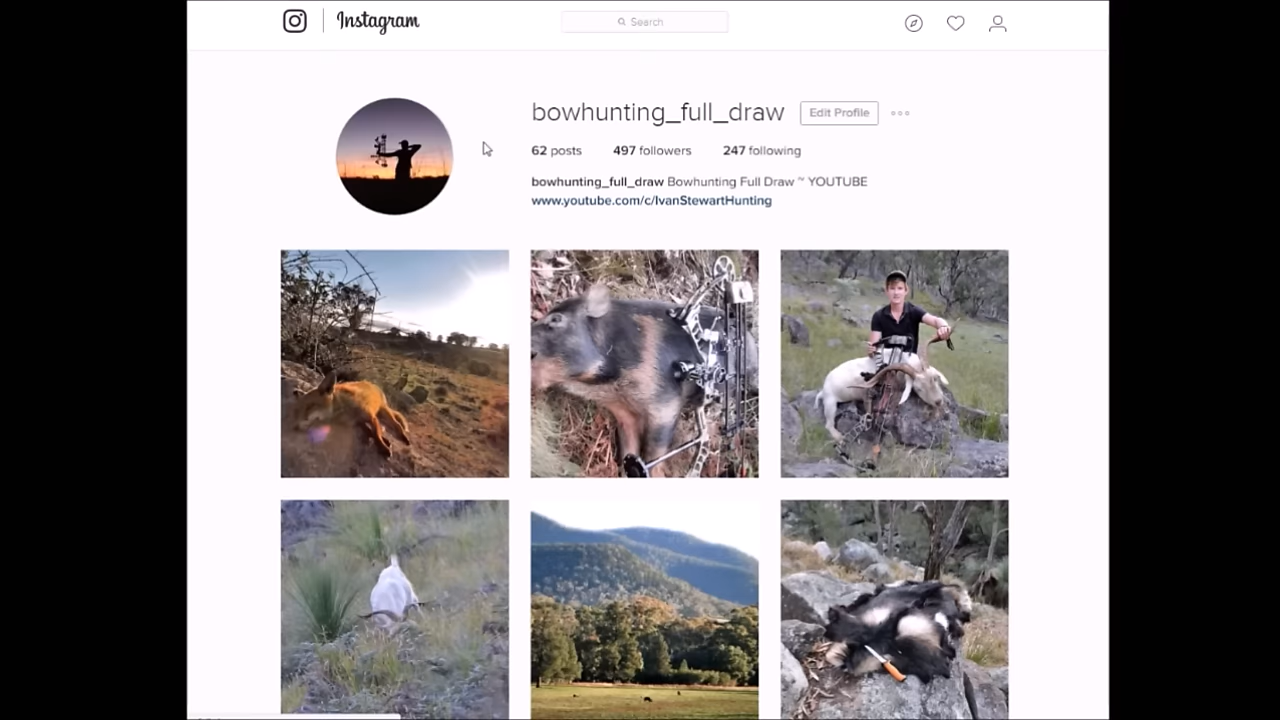 Instagram
Search
bowhunting_full_draw
Edit Profile
62 posts 497 followers 247 following
bowhunting_full_draw Bowhunting Full Draw ~ YOUTUBE
www.youtube.com/c/IvanStewartHunting